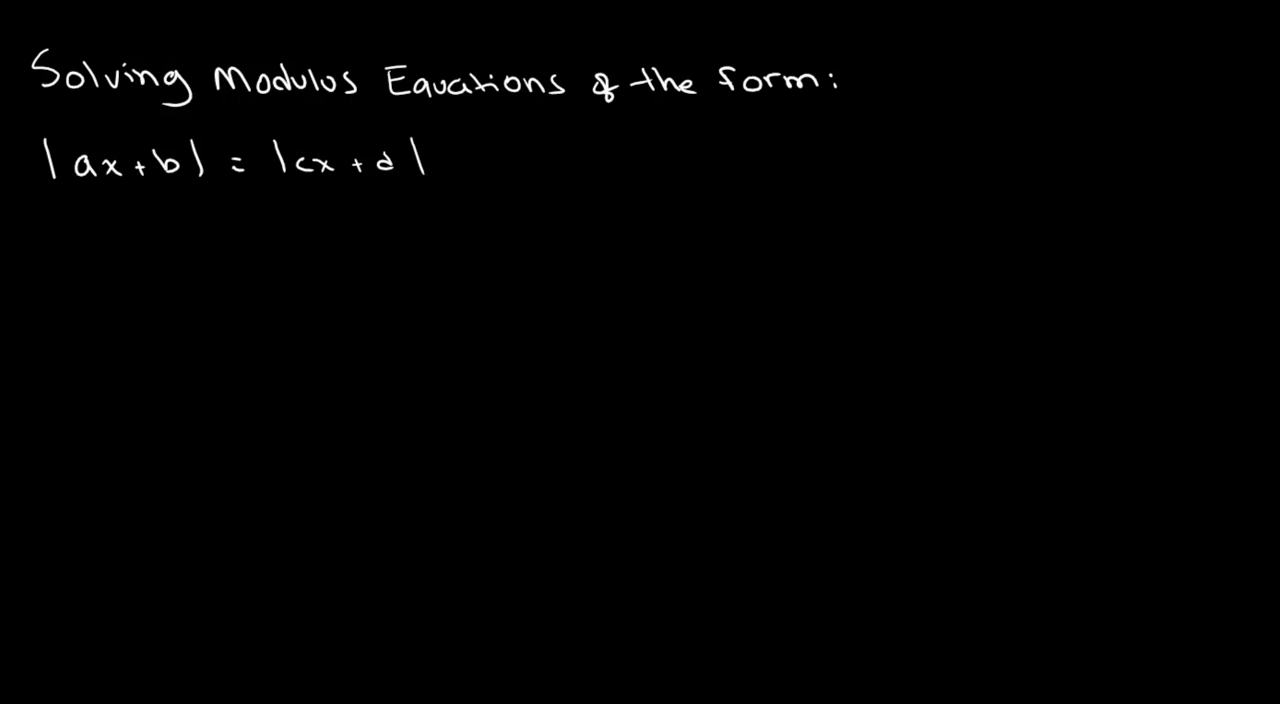 Solving Modulus Equations of the form:
|ax+b| = |cx+d|